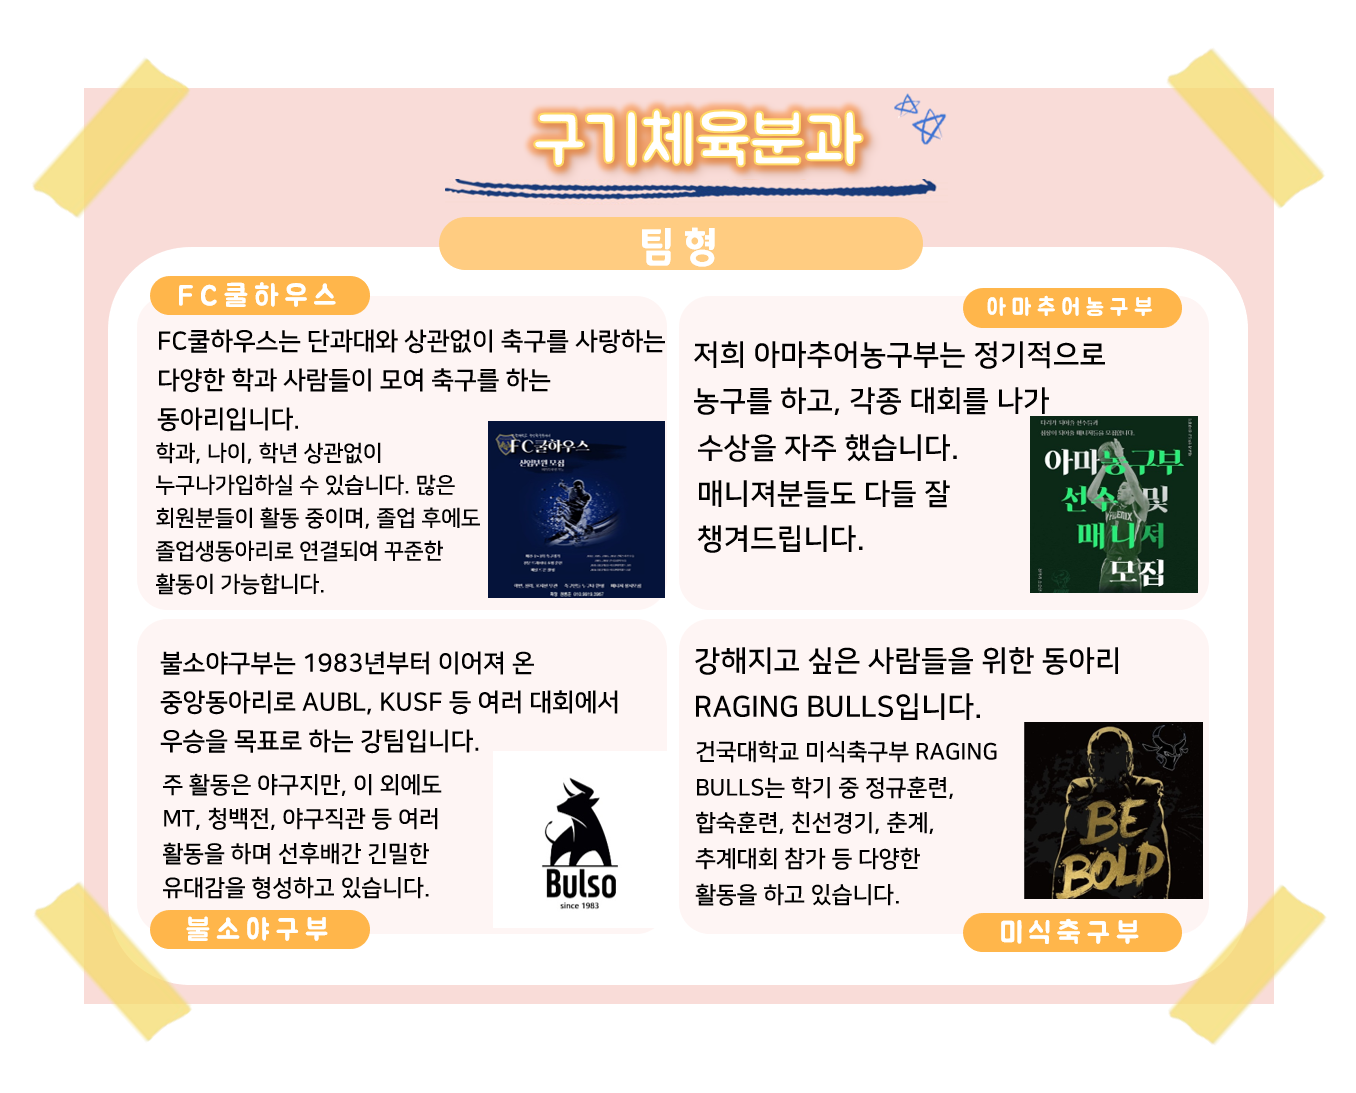 구기체육분과
팀형
FC쿨하우스
FC쿨하우스는 단과대와 상관없이 축구를 사랑하는
다양한 학과 사람들이 모여 축구를 하는
동아리입니다.
학과, 나이, 학년 상관없이
누구나가입하실 수 있습니다. 많은
회원분들이 활동 중이며, 졸업 후에도
졸업생동아리로 연결되어 꾸준한
활동이 가능합니다.
FC쿨하우스
신입부원 모집
아마추어농구부
저희 아마추어농구부는 정기적으로
농구를 하고, 각종 대회를 나가
수상을 자주 했습니다.
매니져분들도 다들 잘
챙겨드립니다.
아마농구부
선수 및
매니져
모집
불소야구부는 1983년부터 이어져 온
중앙동아리로 AUBL, KUSF 등 여러 대회에서
우승을 목표로 하는 강팀입니다.
주 활동은 야구지만, 이 외에도
MT, 청백전, 야구직관 등 여러
활동을 하며 선후배간 긴밀한
유대감을 형성하고 있습니다.
Bulso
since 1983
불소야구부
강해지고 싶은 사람들을 위한 동아리
RAGING BULLS입니다.
건국대학교 미식축구부 RAGING
BULLS는 학기 중 정규훈련,
합숙훈련, 친선경기, 춘계,
추계대회 참가 등 다양한
활동을 하고 있습니다.
BE
BOLD
미식축구부